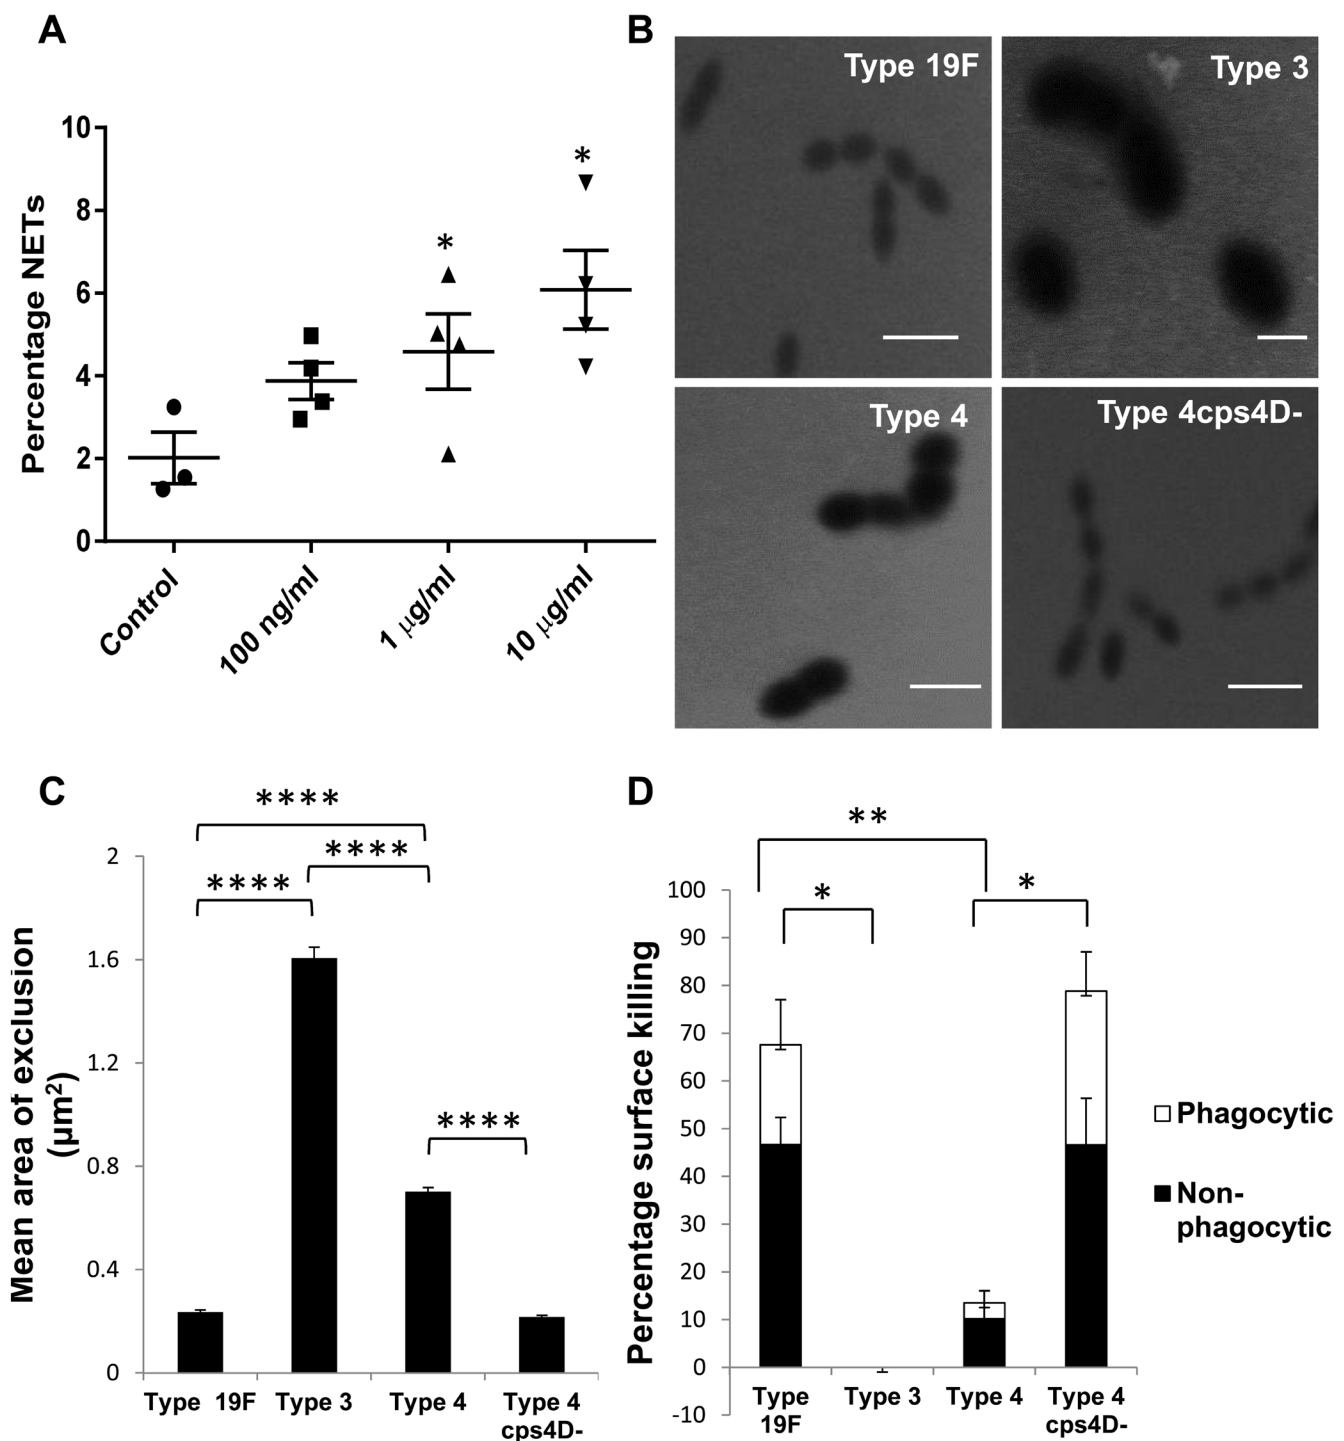 A
10
8
6
4
2
0
Percentage NETs
*
*
Control
100 ng/ml
1 µg/ml
10 µg/ml
B
Type 19F
Type 3
Type 4
Type 4cps4D-
C
****
****
****
****
2
1.6
1.2
0.8
0.4
0
Mean area of exclusion
(µm²)
Type 19F
Type 3
Type 4
Type 4
cps4D-
D
**
*
*
100
90
80
70
60
50
40
30
20
10
0
-10
Percentage surface killing
Type
19F
Type 3
Type 4
Type 4
cps4D-
Phagocytic
Non-
phagocytic